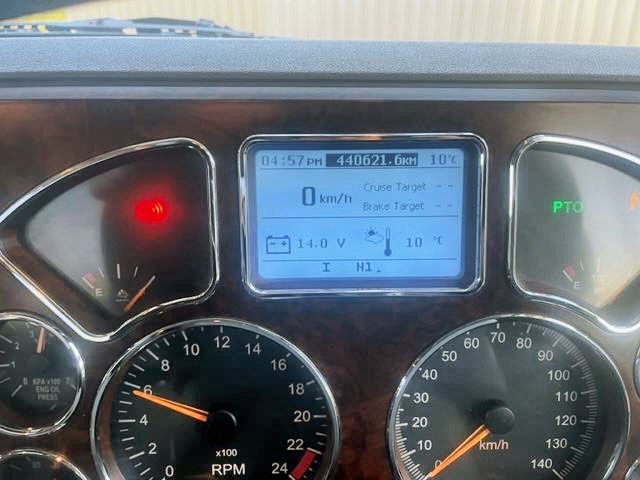 04:57PM 440621.6KM 10°C
0 km/h
Cruise Target - -
Brake Target - -
14.0 V 10 °C
I N1.
PTO
E
E
KPA x100
ENG OIL
PRESS
0
6
8
10
12
14
16
18
20
22
24
x100
RPM
0
10
20
30
40
50
60
70
80
90
100
110
120
130
140
km/h